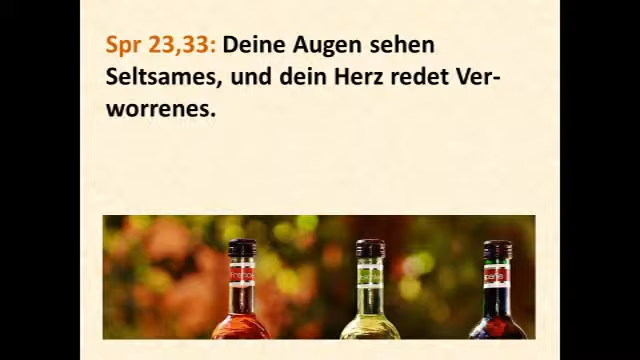 Spr 23,33: Deine Augen sehen
Seltsames, und dein Herz redet Ver-
worrenes.